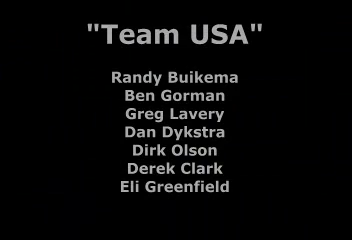 "Team USA"
Randy Buikema
Ben Gorman
Greg Lavery
Dan Dykstra
Dirk Olson
Derek Clark
Eli Greenfield